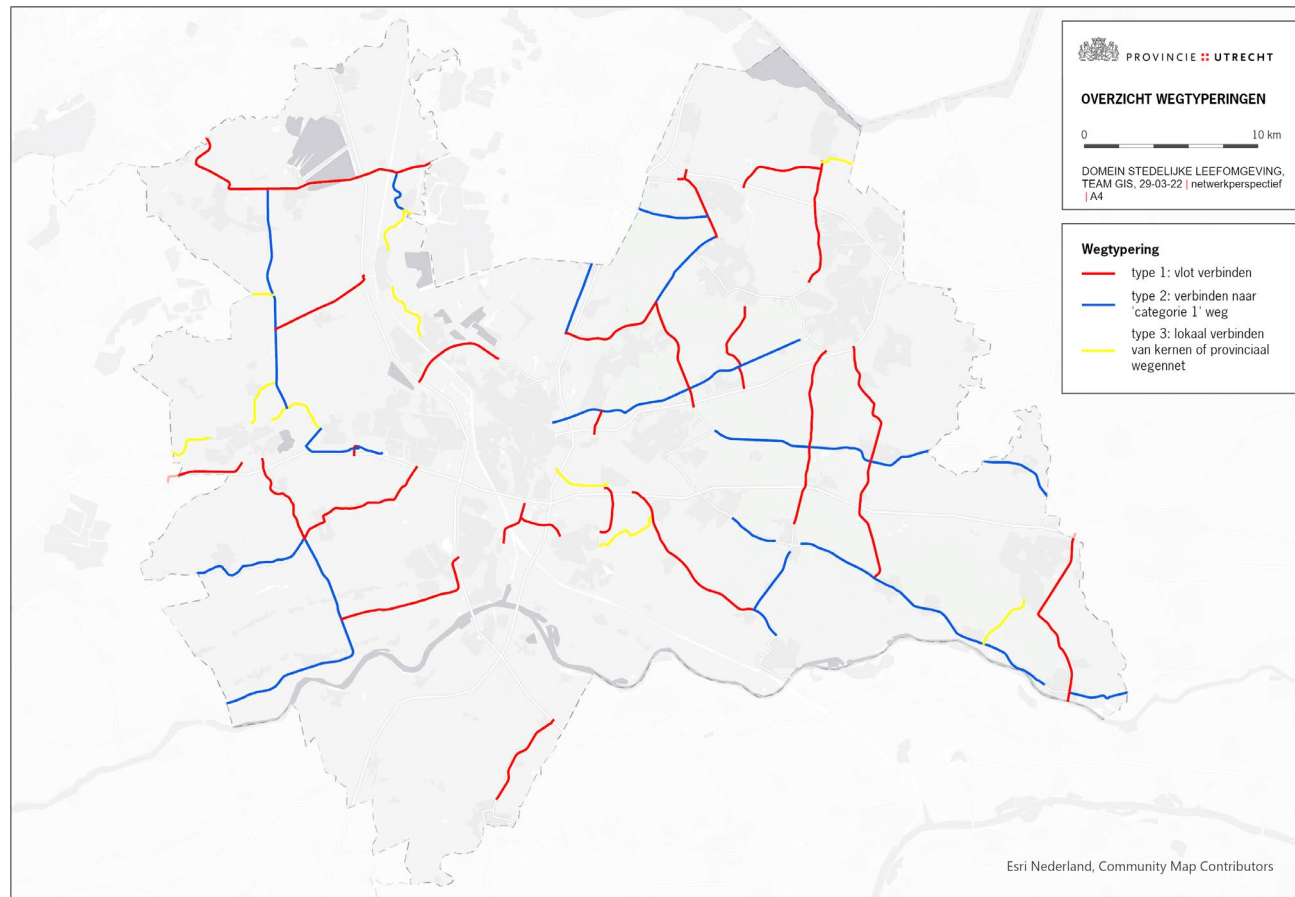 PROVINCIE UTRECHT
OVERZICHT WEGTYPERINGEN
0 10 km
DOMEIN STEDELIJKE LEEFOMGEVING,
TEAM GIS, 29-03-22 | netwerkperspectief
| A4
Wegtypering
type 1: vlot verbinden
type 2: verbinden naar
'categorie 1' weg
type 3: lokaal verbinden
van kernen of provinciaal
wegennet
Esri Nederland, Community Map Contributors